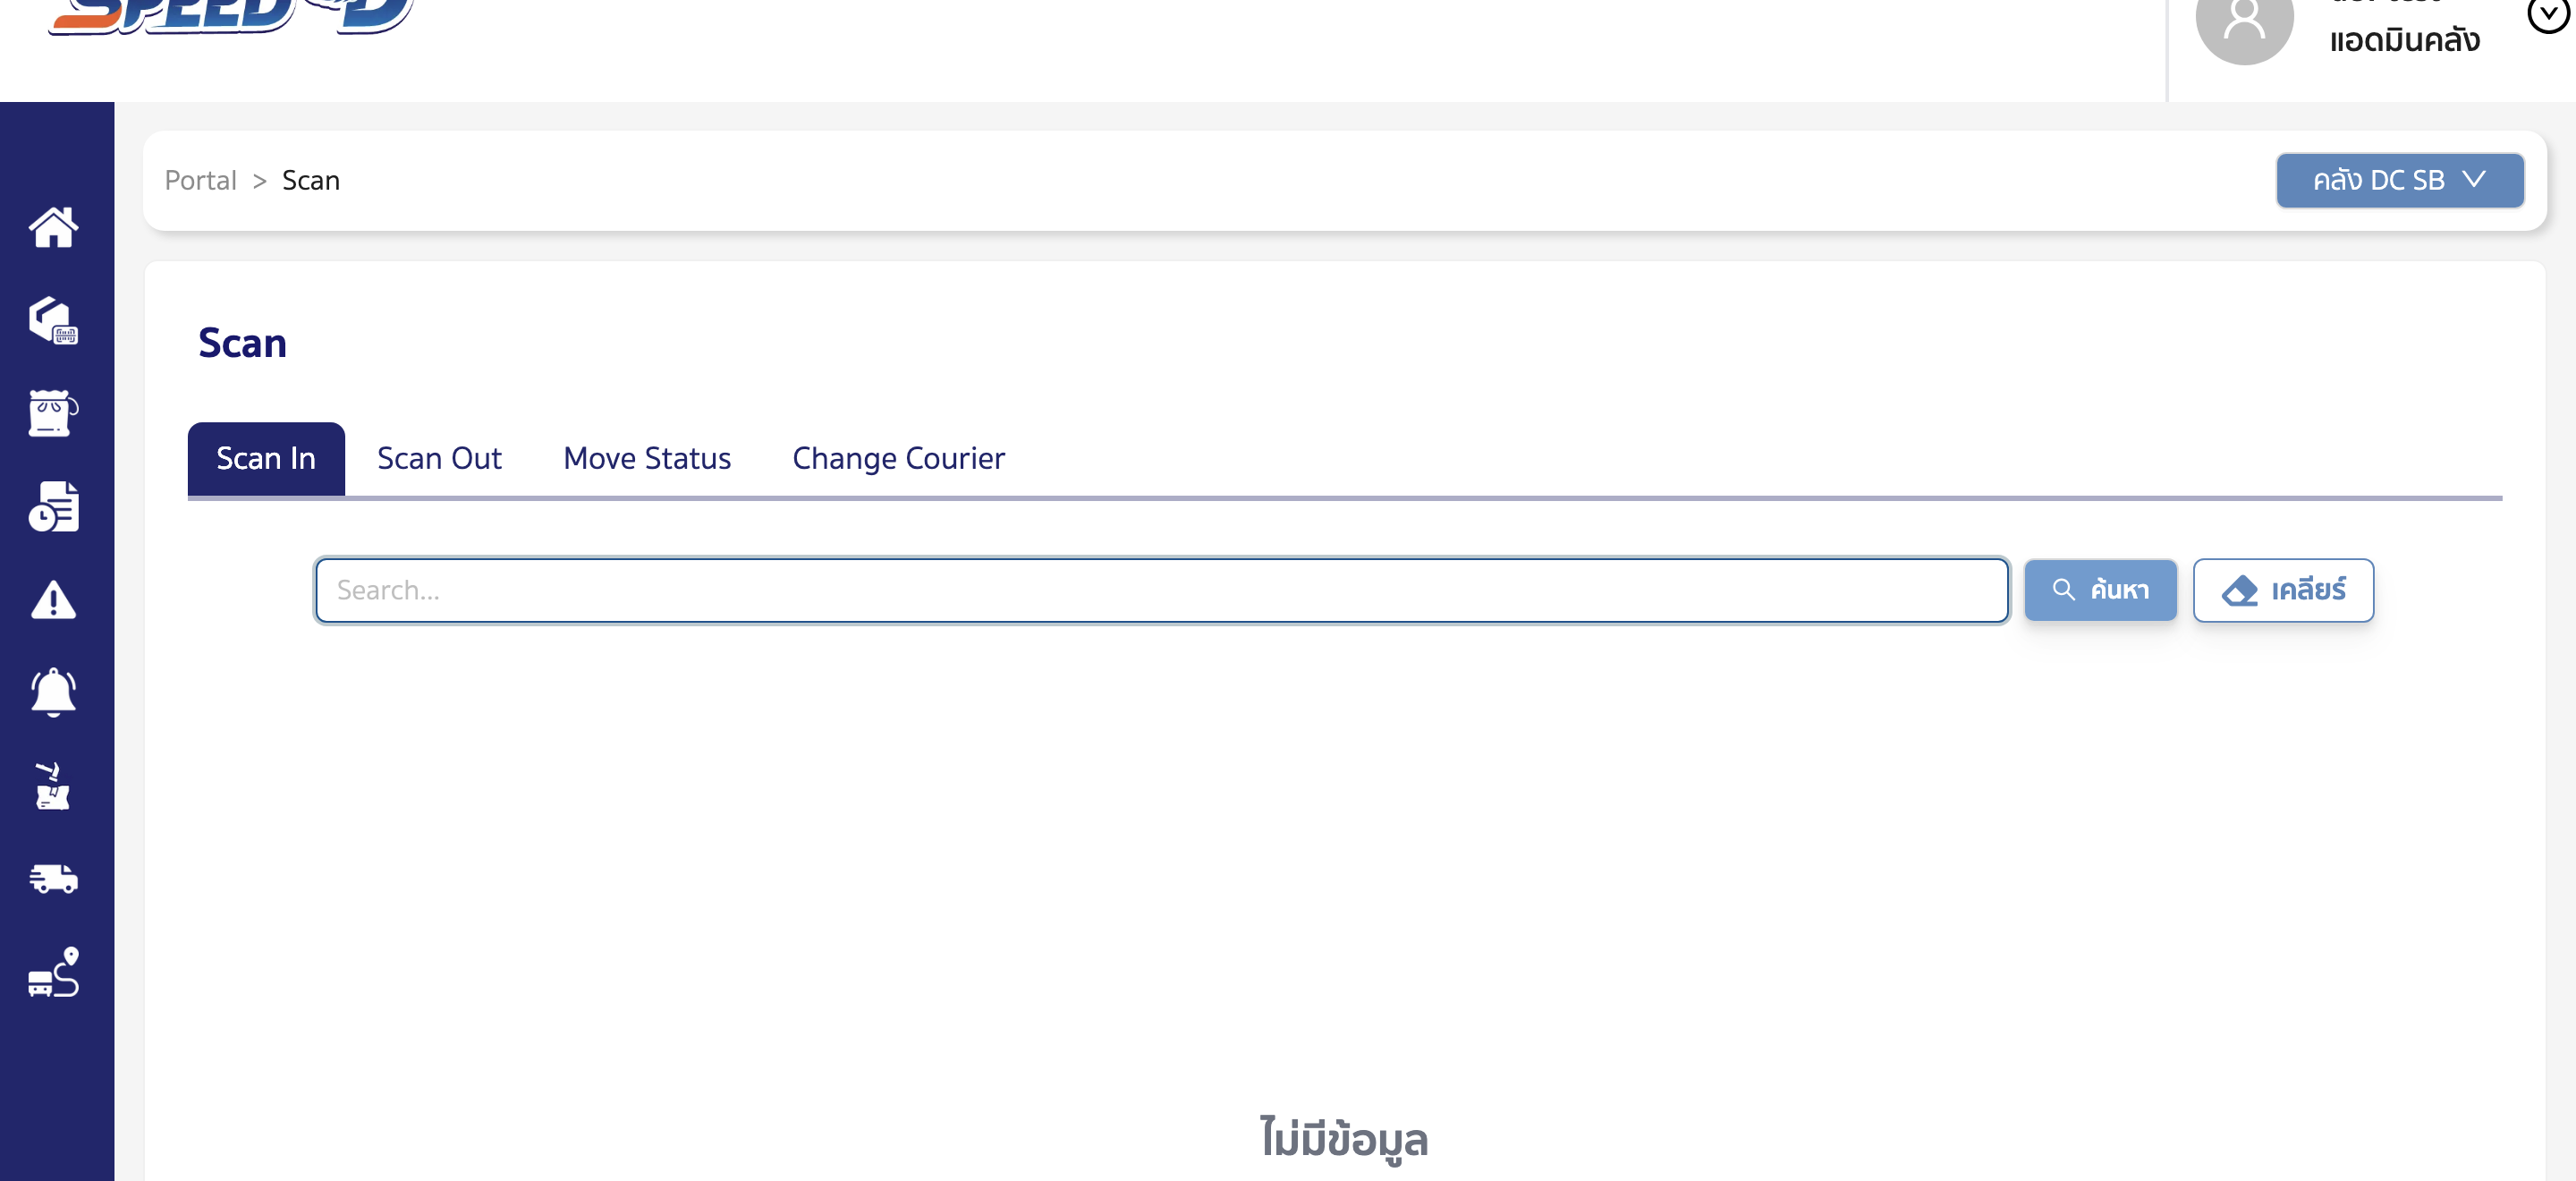 SPEED D
แอดมินคลัง
Portal > Scan
คลัง DC SB
Scan
Scan In Scan Out Move Status Change Courier
Search... ค้นหา เคลียร์
ไม่มีข้อมูล